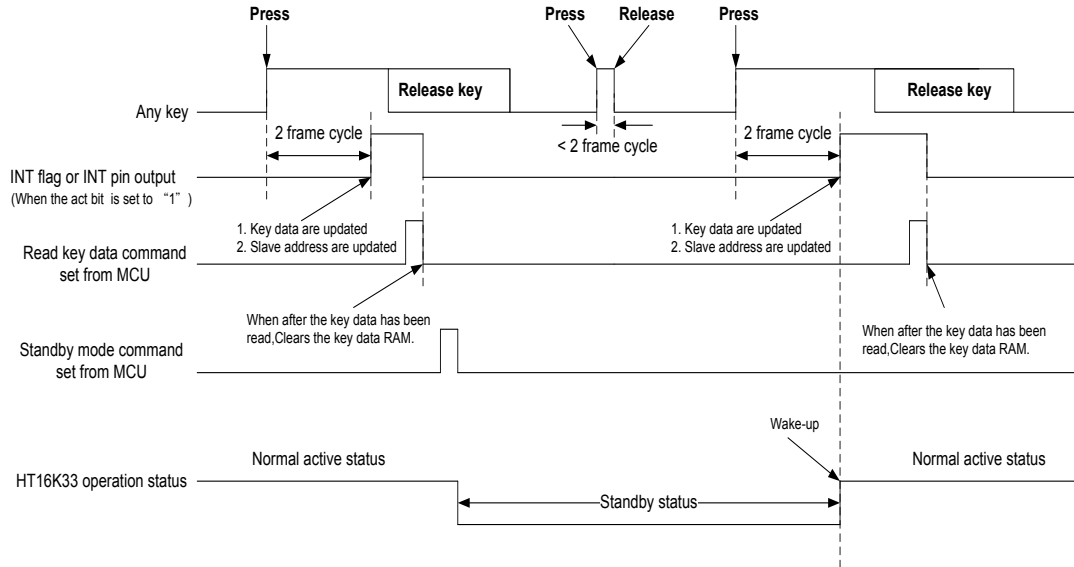 Press
Press
Release
Press
Any key
Release key
Release key
2 frame cycle
< 2 frame cycle
2 frame cycle
INT flag or INT pin output
(When the act bit is set to “1” )
1. Key data are updated
2. Slave address are updated
1. Key data are updated
2. Slave address are updated
Read key data command
set from MCU
When after the key data has been
read,Clears the key data RAM.
When after the key data has been
read,Clears the key data RAM.
Standby mode command
set from MCU
Wake-up
Normal active status
Normal active status
HT16K33 operation status
Standby status